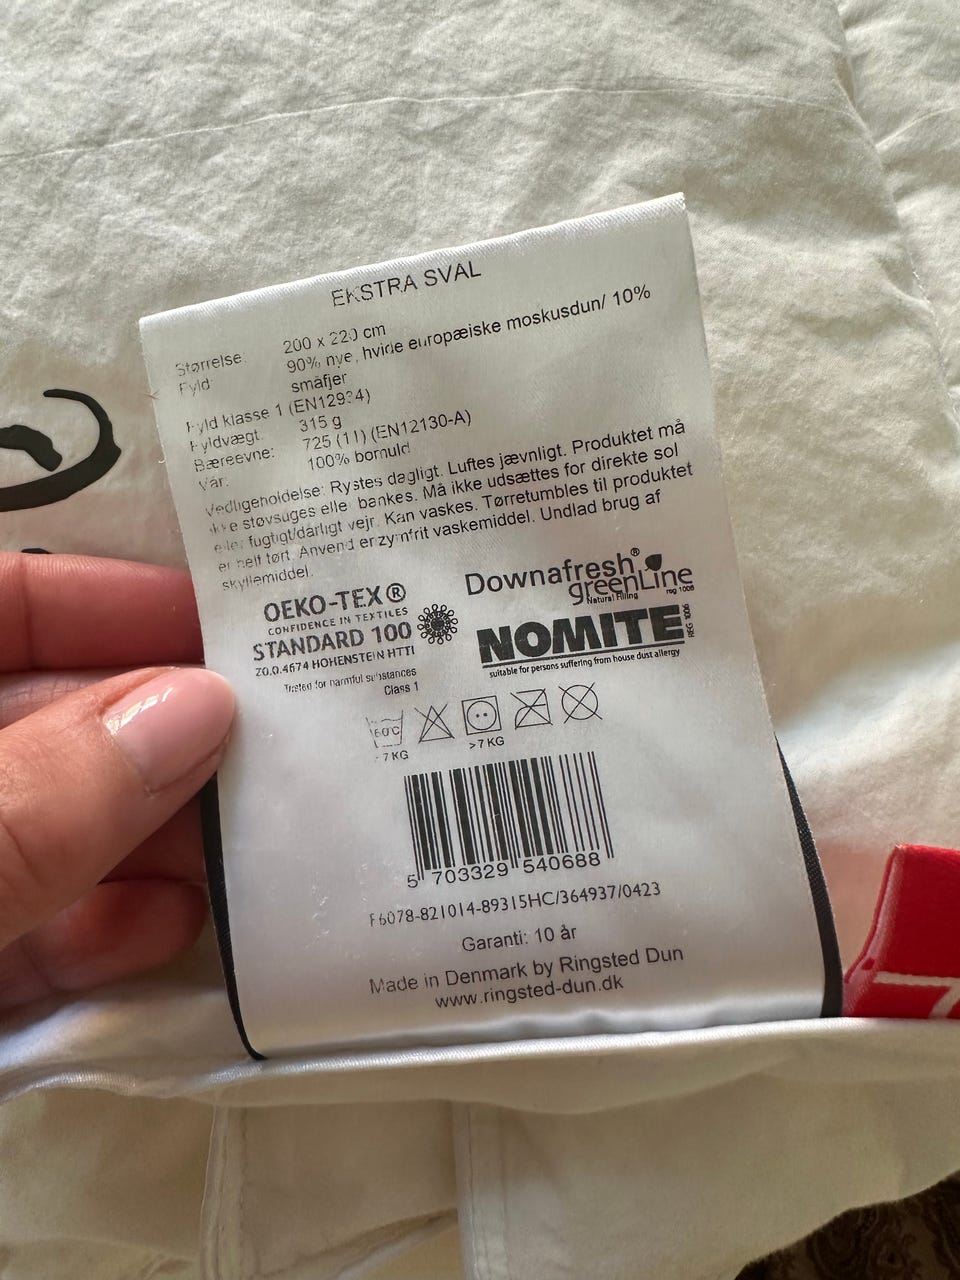 EKSTRA SVAL
Størrelse: 200 x 220 cm
Fyld: 90% nye, hvide europæiske moskusdun/ 10%
småfjer
Fyld klasse 1 (EN12934)
Fyldvægt: 315 g
Bæreevne: 725 (11) (EN12130-A)
Vår: 100% bomuld
Vedligeholdelse: Rystes dagligt. Luftes jævnligt. Produktet må
ikke støvsuges eller bankes. Må ikke udsættes for direkte sol
eller fugtigt/dårligt vejr. Kan vaskes. Tørretumbles til produktet
er helt tørt. Anvend enzymfrit vaskemiddel. Undlad brug af
skyllemiddel.
OEKO-TEX®
CONFIDENCE IN TEXTILES
STANDARD 100
Z0.0.4674 HOHENSTEIN HTTI
Tested for harmful substances
Class 1
Downafresh®
greenLine
Natural Filling reg 1006
NOMITE REG 1006
suitable for persons suffering from house dust allergy
60°C
7 KG >7 KG
5 703329 540688
F6078-821014-89315HC/364937/0423
Garanti: 10 år
Made in Denmark by Ringsted Dun
www.ringsted-dun.dk